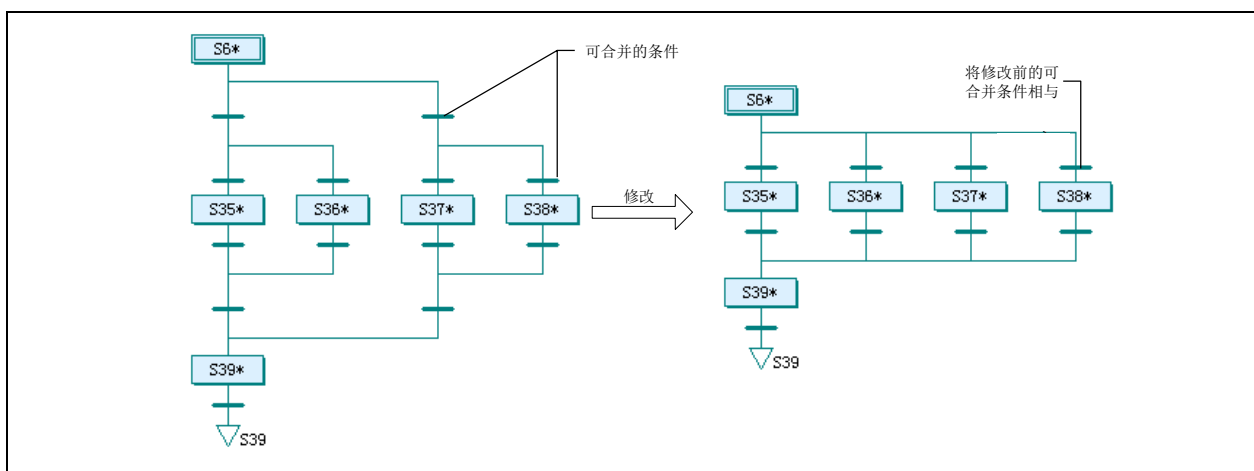 S6*
可合并的条件
S35*
S36*
S37*
S38*
S39*
S39
修改
将修改前的可
合并条件相与
S6*
S35*
S36*
S37*
S38*
S39*
S39